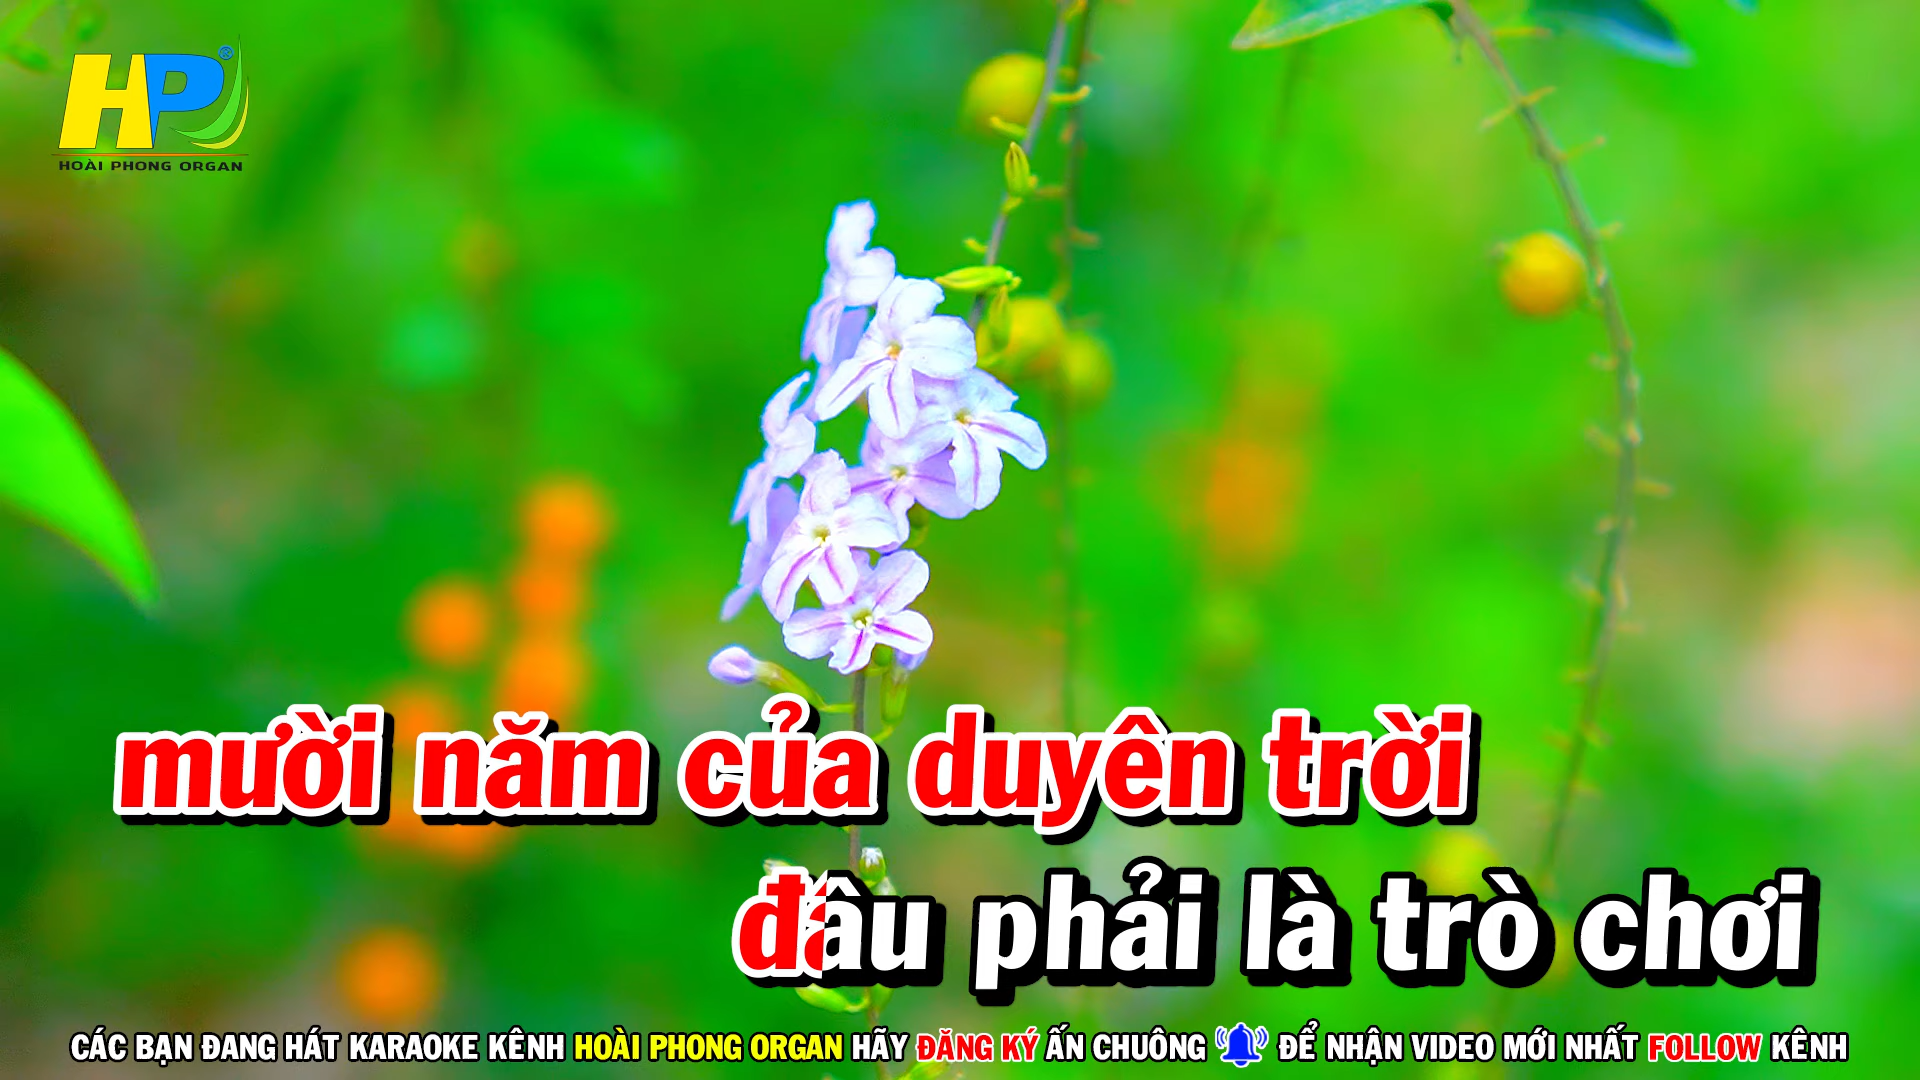 HP®
HOÀI PHONG ORGAN
mười năm của duyên trời
đâu phải là trò chơi
CÁC BẠN ĐANG HÁT KARAOKE KÊNH HOÀI PHONG ORGAN HÃY ĐĂNG KÝ ẤN CHUÔNG ĐỂ NHẬN VIDEO MỚI NHẤT FOLLOW KÊNH